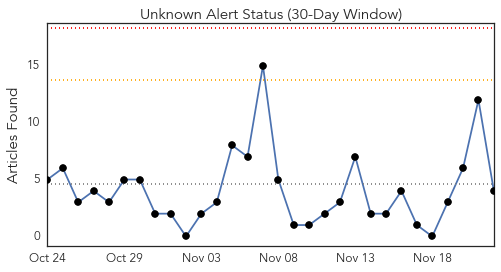 Unknown Alert Status (30-Day Window)
Articles Found
15
10
5
0
Oct 24 Oct 29 Nov 03 Nov 08 Nov 13 Nov 18